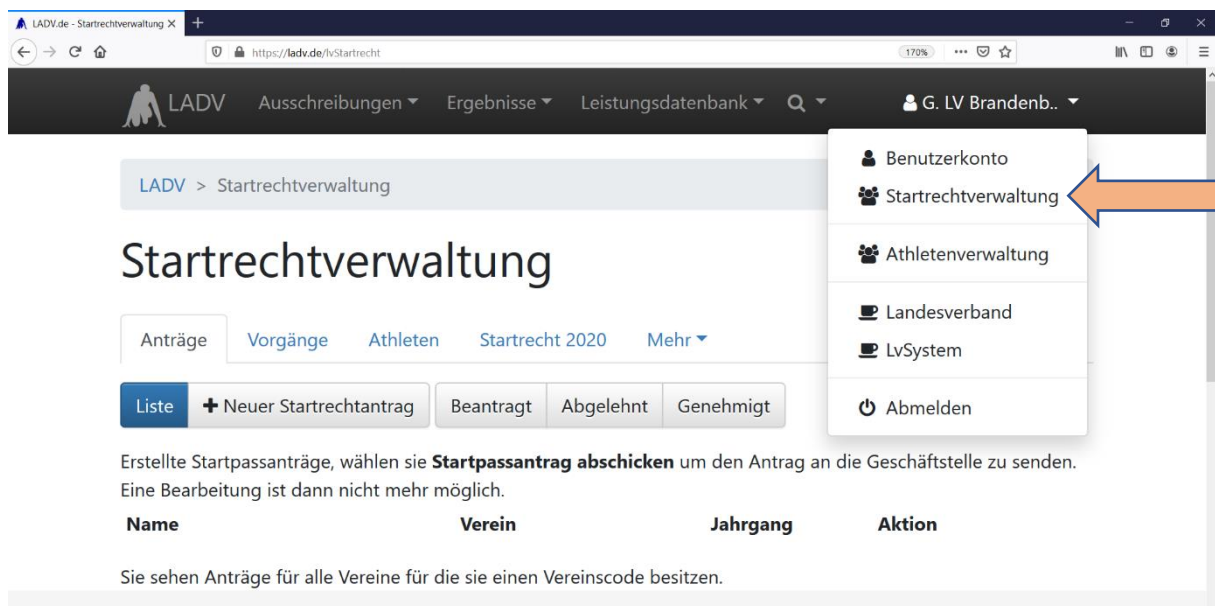 LADV.de - Startrechtverwaltung
https://ladv.de/lvStartrecht
170%
LADV Ausschreibungen Ergebnisse Leistungsdatenbank G. LV Brandenb..
Benutzerkonto
Startrechtverwaltung
Athletenverwaltung
Landesverband
LvSystem
Abmelden
LADV > Startrechtverwaltung
Startrechtverwaltung
Anträge Vorgänge Athleten Startrecht 2020 Mehr
Liste + Neuer Startrechtantrag Beantragt Abgelehnt Genehmigt
Erstellte Startpassanträge, wählen sie Startpassantrag abschicken um den Antrag an die Geschäftstelle zu senden.
Eine Bearbeitung ist dann nicht mehr möglich.
Name Verein Jahrgang Aktion
Sie sehen Anträge für alle Vereine für die sie einen Vereinscode besitzen.